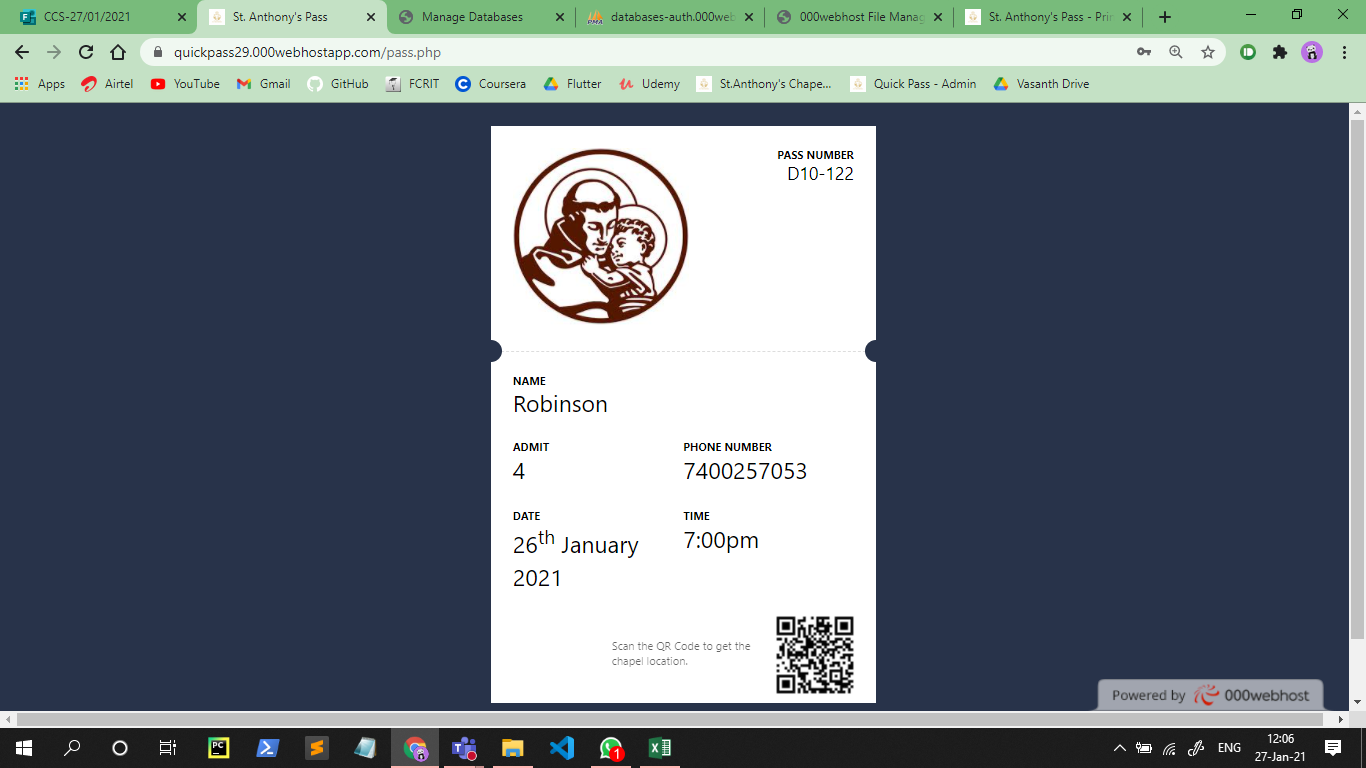 CCS-27/01/2021
St. Anthony's Pass
Manage Databases
databases-auth.000web
000webhost File Manag
St. Anthony's Pass - Prin
quickpass29.000webhostapp.com/pass.php
Apps
Airtel
YouTube
Gmail
GitHub
FCRIT
Coursera
Flutter
Udemy
St.Anthony's Chape...
Quick Pass - Admin
Vasanth Drive
PASS NUMBER
D10-122
NAME
Robinson
ADMIT
4
PHONE NUMBER
7400257053
DATE
26th January
2021
TIME
7:00pm
Scan the QR Code to get the
chapel location.
Powered by 000webhost
PC
1
ENG
12:06
27-Jan-21